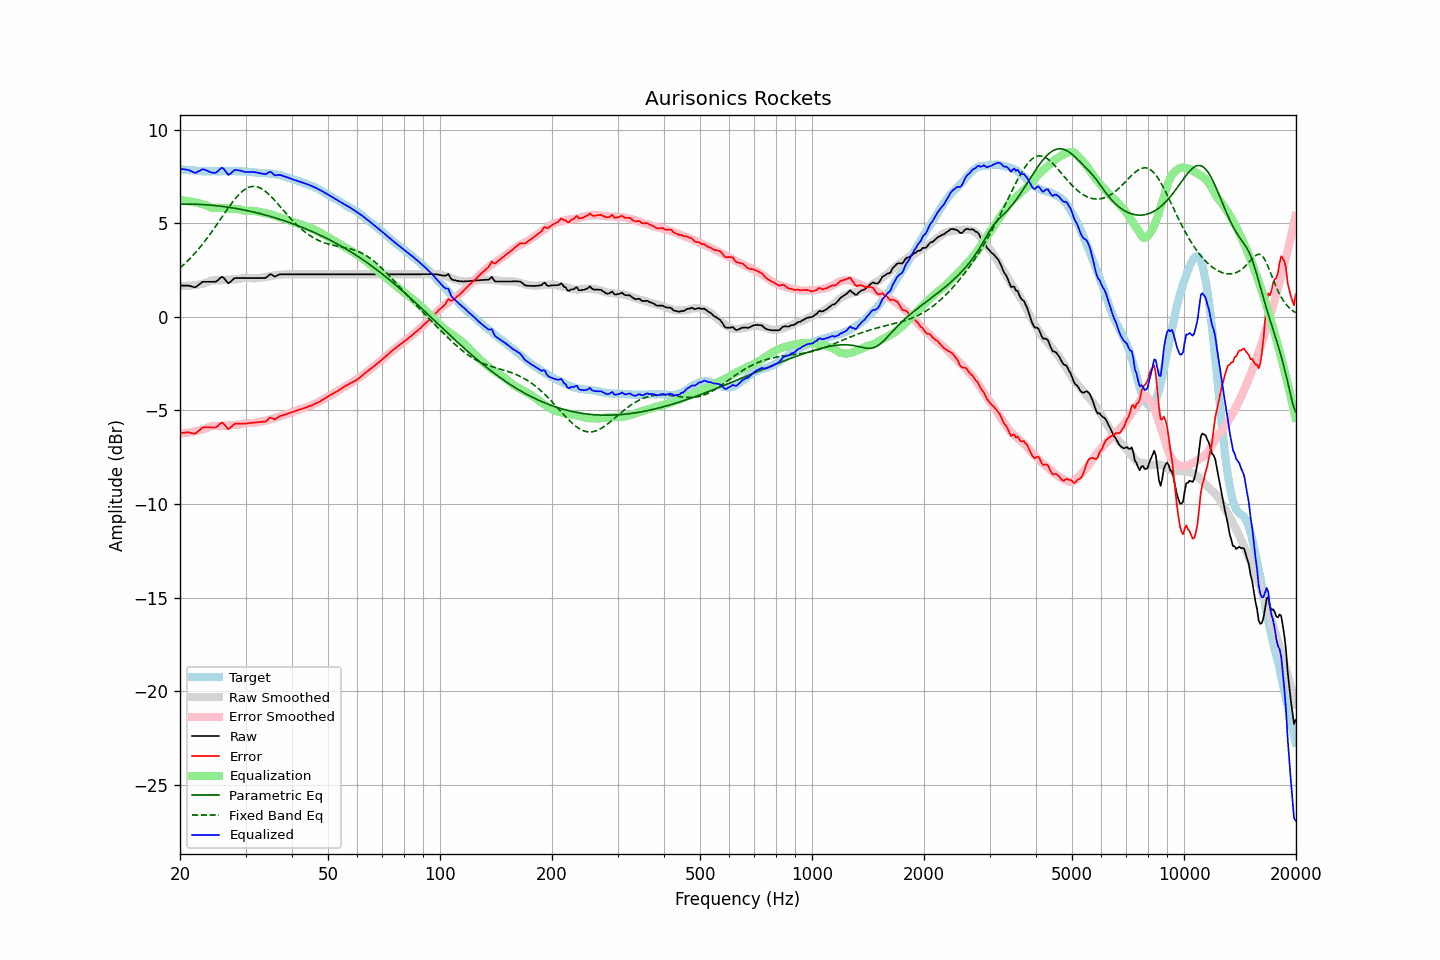 Aurisonics Rockets
10
5
0
−5
−10
−15
−20
−25
Amplitude (dBr)
Target
Raw Smoothed
Error Smoothed
Raw
Error
Equalization
Parametric Eq
Fixed Band Eq
Equalized
20 50 100 200 500 1000 2000 5000 10000 20000
Frequency (Hz)